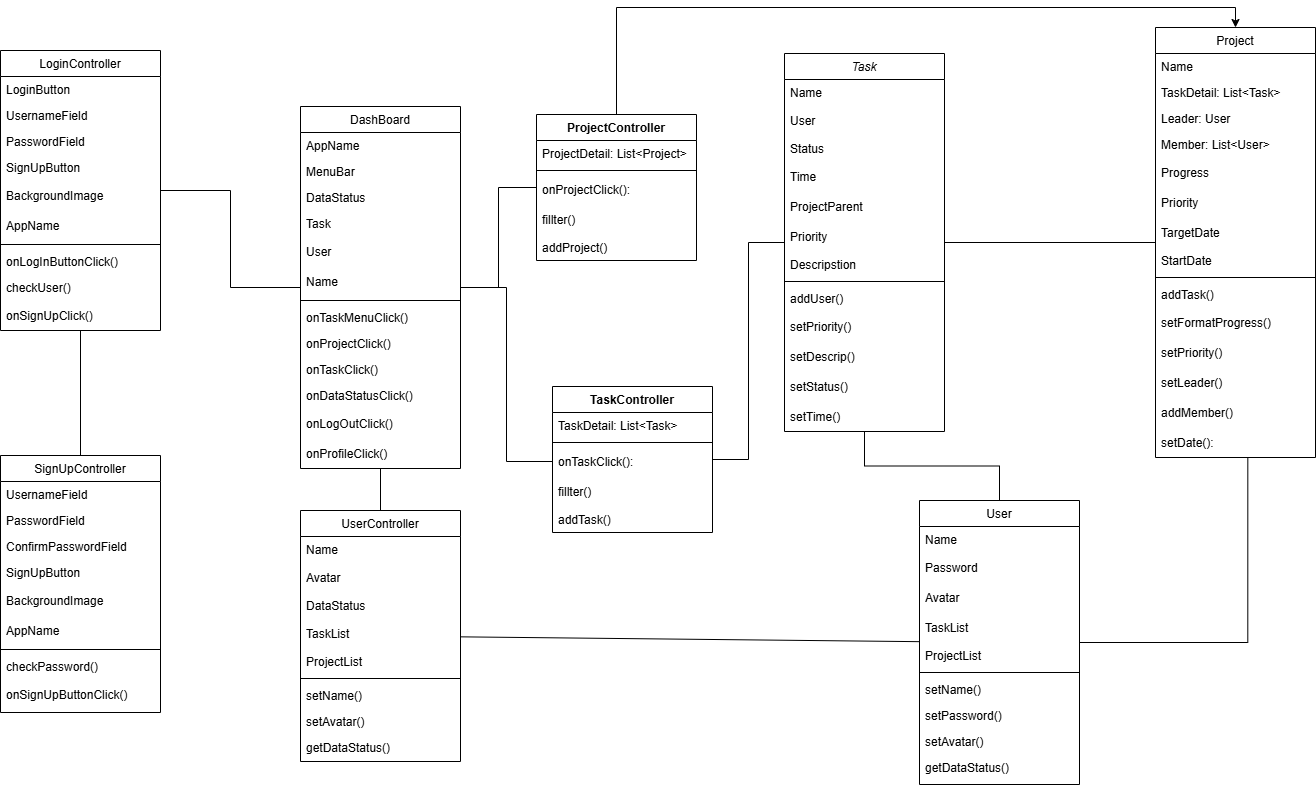 LoginController
LoginButton
UsernameField
PasswordField
SignUpButton
BackgroundImage
AppName
onLogInButtonClick()
checkUser()
onSignUpClick()
SignUpController
UsernameField
PasswordField
ConfirmPasswordField
SignUpButton
BackgroundImage
AppName
checkPassword()
onSignUpButtonClick()
DashBoard
AppName
MenuBar
DataStatus
Task
User
Name
onTaskMenuClick()
onProjectClick()
onTaskClick()
onDataStatusClick()
onLogOutClick()
onProfileClick()
UserController
Name
Avatar
DataStatus
TaskList
ProjectList
setName()
setAvatar()
getDataStatus()
ProjectController
ProjectDetail: List<Project>
onProjectClick():
fillter()
addProject()
TaskController
TaskDetail: List<Task>
onTaskClick():
fillter()
addTask()
Task
Name
User
Status
Time
ProjectParent
Priority
Descripstion
addUser()
setPriority()
setDescrip()
setStatus()
setTime()
User
Name
Password
Avatar
TaskList
ProjectList
setName()
setPassword()
setAvatar()
getDataStatus()
Project
Name
TaskDetail: List<Task>
Leader: User
Member: List<User>
Progress
Priority
TargetDate
StartDate
addTask()
setFormatProgress()
setPriority()
setLeader()
addMember()
setDate():